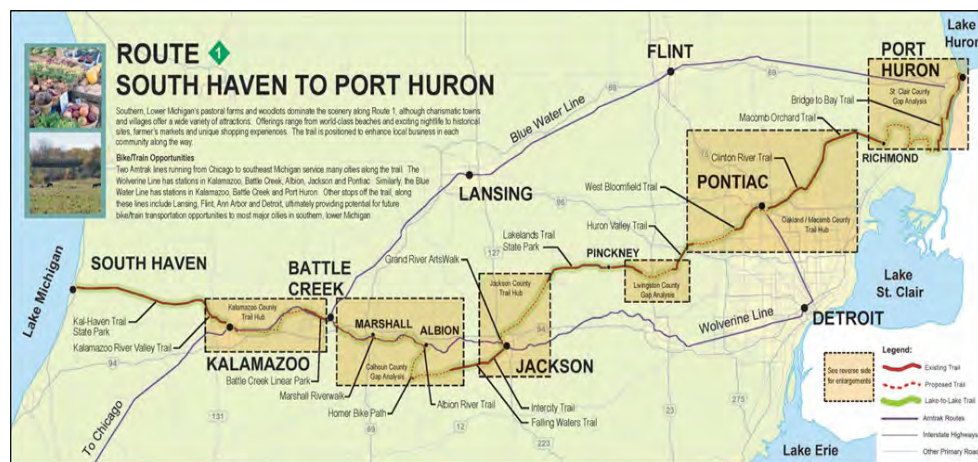 ROUTE 1
SOUTH HAVEN TO PORT HURON
Southern, Lower Michigan's pastoral farms and woodlots dominate the scenery along Route 1, although charismatic towns
and villages offer a wide variety of attractions. Offerings range from world-class beaches and exciting nightlife to historical
sites, farmer's markets and unique shopping experiences. The trail is positioned to enhance local business in each
community along the way.
Bike/Train Opportunities
Two Amtrak lines running from Chicago to southeast Michigan service many cities along the trail. The
Wolverine Line has stations in Kalamazoo, Battle Creek, Albion, Jackson and Pontiac. Similarly, the Blue
Water Line has stations in Kalamazoo, Battle Creek and Port Huron. Other stops off the trail, along
these lines include Lansing, Flint, Ann Arbor and Detroit, ultimately providing potential for future
bike/train transportation opportunities to most major cities in southern, lower Michigan
Lake
Huron
FLINT
PORT
HURON
St. Clair County
Gap Analysis
69
69
Bridge to Bay Trail
Macomb Orchard Trail
Blue Water Line
RICHMOND
Clinton River Trail
LANSING
PONTIAC
West Bloomfield Trail
96
Oakland / Macomb County
Trail Hub
Huron Valley Trail
Lakelands Trail
State Park
127
PINCKNEY
Grand River ArtsWalk
Jackson County
Trail Hub
Livingston County
Gap Analysis
Lake
St. Clair
SOUTH HAVEN
BATTLE
CREEK
Lake Michigan
Kalamazoo County
Trail Hub
Kal-Haven Trail
State Park
MARSHALL
ALBION
94
Wolverine Line
DETROIT
Kalamazoo River Valley Trail
KALAMAZOO
Calhoun County
Gap Analysis
JACKSON
Battle Creek Linear Park
Marshall Riverwalk
Homer Bike Path
Albion River Trail
Intercity Trail
Falling Waters Trail
To Chicago
131
69
12
223
23
275
75
Lake Erie
See reverse side
for enlargements
Legend:
Existing Trail
Proposed Trail
Lake-to-Lake Trail
Amtrak Routes
Interstate Highways
Other Primary Road